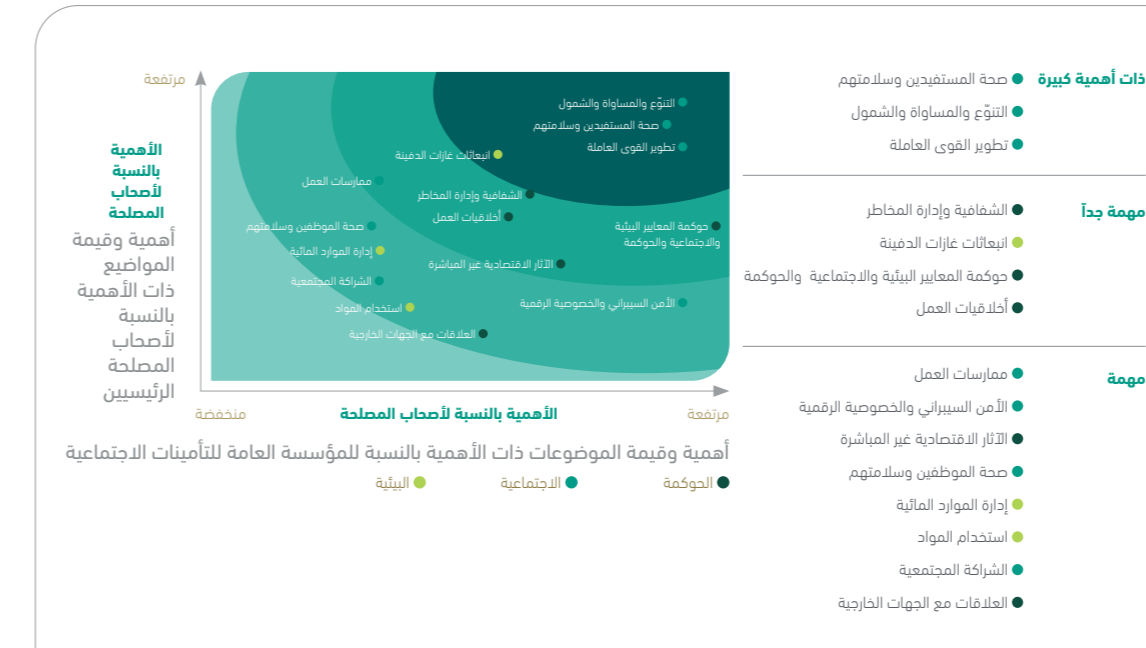 ذات أهمية كبيرة
صحة المستفيدين وسلامتهم
التنوّع والمساواة والشمول
تطوير القوى العاملة
مهمة جداً
الشفافية وإدارة المخاطر
انبعاثات غازات الدفينة
حوكمة المعايير البيئية والاجتماعية والحوكمة
أخلاقيات العمل
مهمة
ممارسات العمل
الأمن السيبراني والخصوصية الرقمية
الآثار الاقتصادية غير المباشرة
صحة الموظفين وسلامتهم
إدارة الموارد المائية
استخدام المواد
الشراكة المجتمعية
العلاقات مع الجهات الخارجية
مرتفعة
الأهمية
بالنسبة
لأصحاب
المصلحة
أهمية وقيمة
المواضيع
ذات الأهمية
بالنسبة
لأصحاب
المصلحة
الرئيسيين
التنوّع والمساواة والشمول
صحة المستفيدين وسلامتهم
تطوير القوى العاملة
انبعاثات غازات الدفينة
ممارسات العمل
الشفافية وإدارة المخاطر
أخلاقيات العمل
حوكمة المعايير البيئية
والاجتماعية والحوكمة
صحة الموظفين وسلامتهم
إدارة الموارد المائية
الآثار الاقتصادية غير المباشرة
الشراكة المجتمعية
الأمن السيبراني والخصوصية الرقمية
استخدام المواد
العلاقات مع الجهات الخارجية
مرتفعة
الأهمية بالنسبة لأصحاب المصلحة
منخفضة
أهمية وقيمة الموضوعات ذات الأهمية بالنسبة للمؤسسة العامة للتأمينات الاجتماعية
الحوكمة
الاجتماعية
البيئية